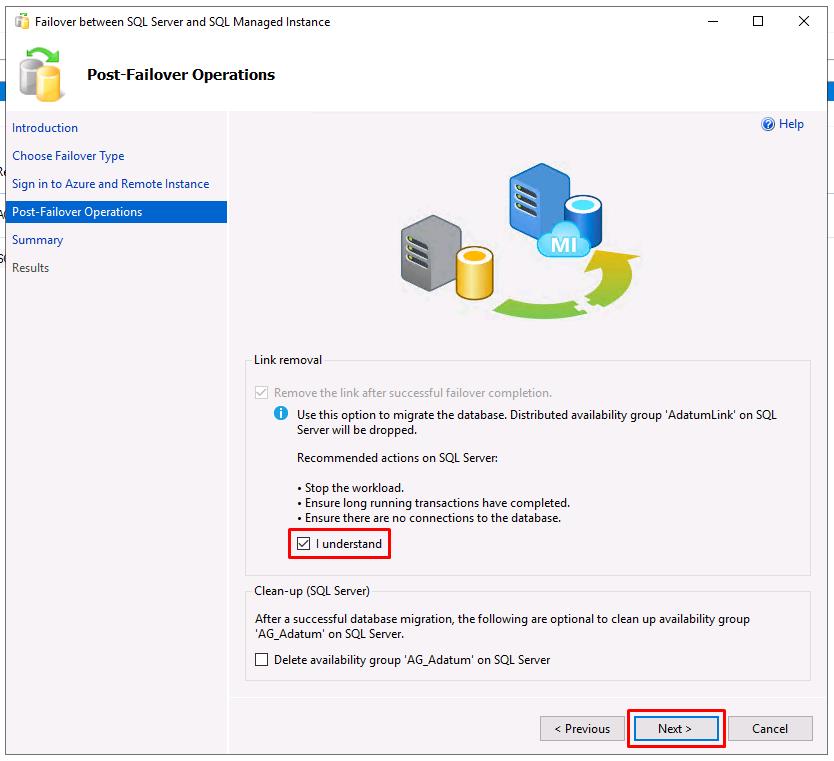 Failover between SQL Server and SQL Managed Instance
Post-Failover Operations
Introduction
Choose Failover Type
Sign in to Azure and Remote Instance
Post-Failover Operations
Summary
Results
Help
MI
Link removal
Remove the link after successful failover completion.
Use this option to migrate the database. Distributed availability group 'AdatumLink' on SQL
Server will be dropped.
Recommended actions on SQL Server:
• Stop the workload.
• Ensure long running transactions have completed.
• Ensure there are no connections to the database.
I understand
Clean-up (SQL Server)
After a successful database migration, the following are optional to clean up availability group
'AG_Adatum' on SQL Server.
Delete availability group 'AG_Adatum' on SQL Server
< Previous
Next >
Cancel